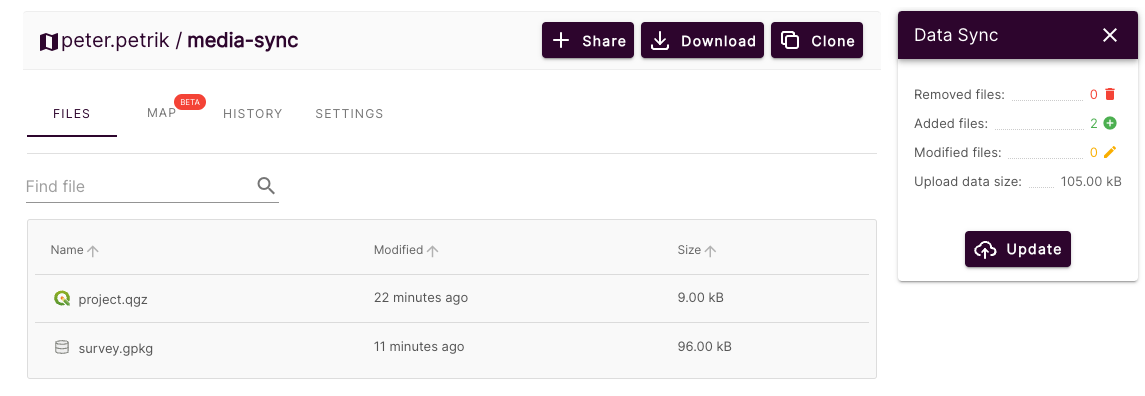 peter.petrik / media-sync
Share
Download
Clone
FILES
MAP
BETA
HISTORY
SETTINGS
Find file
Name Modified Size
project.qgz 22 minutes ago 9.00 kB
survey.gpkg 11 minutes ago 96.00 kB
Data Sync
Removed files: 0
Added files: 2
Modified files: 0
Upload data size: 105.00 kB
Update